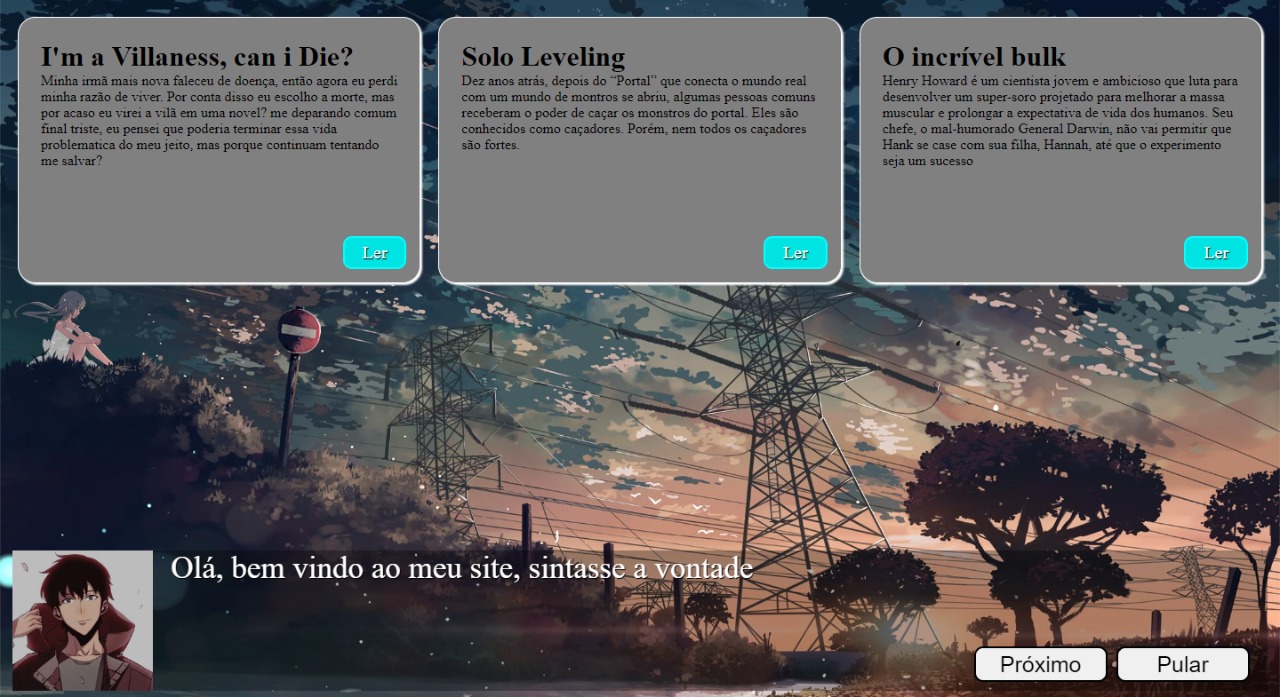 I'm a Villaness, can i Die?
Minha irmã mais nova faleceu de doença, então agora eu perdi
minha razão de viver. Por conta disso eu escolho a morte, mas
por acaso eu virei a vilã em uma novel? me deparando comum
final triste, eu pensei que poderia terminar essa vida
problematica do meu jeito, mas porque continuam tentando
me salvar?
Ler
Solo Leveling
Dez anos atrás, depois do “Portal” que conecta o mundo real
com um mundo de montros se abriu, algumas pessoas comuns
receberam o poder de caçar os monstros do portal. Eles são
conhecidos como caçadores. Porém, nem todos os caçadores
são fortes.
Ler
O incrível bulk
Henry Howard é um cientista jovem e ambicioso que luta para
desenvolver um super-soro projetado para melhorar a massa
muscular e prolongar a expectativa de vida dos humanos. Seu
chefe, o mal-humorado General Darwin, não vai permitir que
Hank se case com sua filha, Hannah, até que o experimento
seja um sucesso
Ler
Olá, bem vindo ao meu site, sintasse a vontade
Próximo
Pular